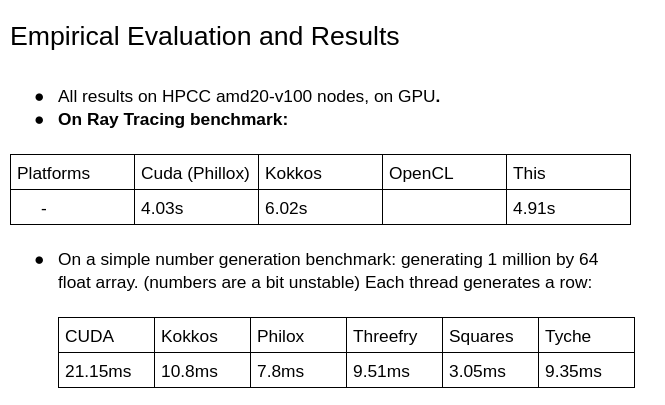 Empirical Evaluation and Results
● All results on HPCC amd20-v100 nodes, on GPU.
● On Ray Tracing benchmark:
Platforms Cuda (Phillox) Kokkos OpenCL This
- 4.03s 6.02s 4.91s
● On a simple number generation benchmark: generating 1 million by 64
float array. (numbers are a bit unstable) Each thread generates a row:
CUDA Kokkos Philox Threefry Squares Tyche
21.15ms 10.8ms 7.8ms 9.51ms 3.05ms 9.35ms